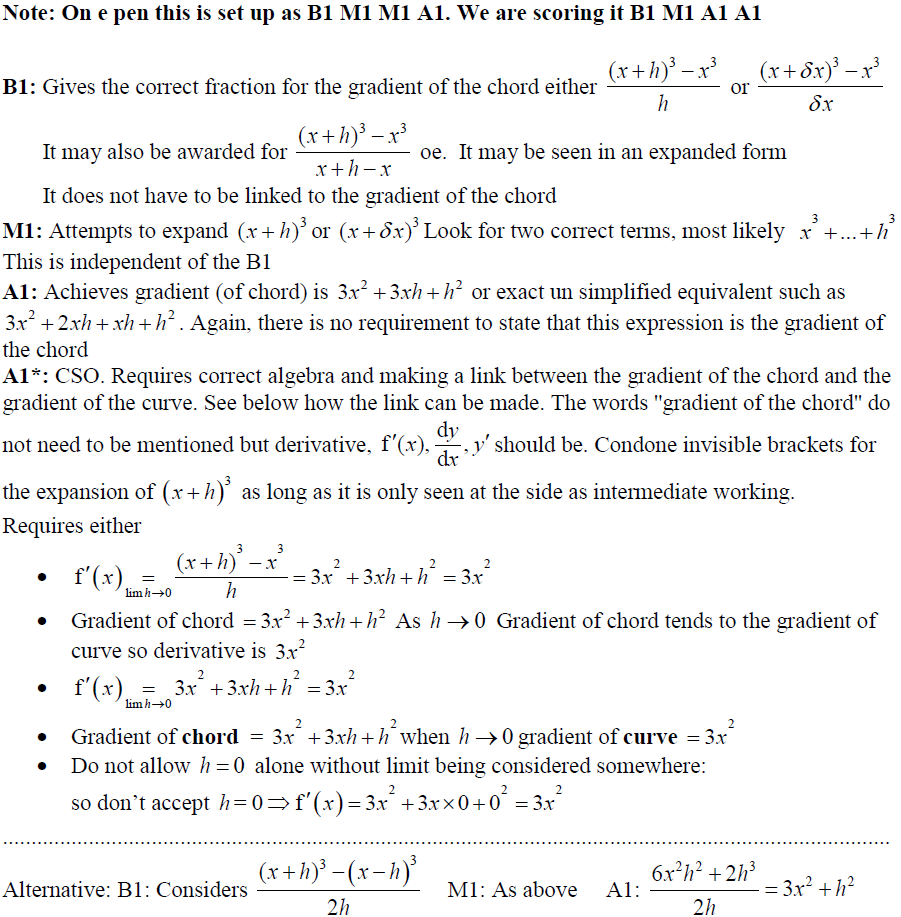 Note: On e pen this is set up as B1 M1 M1 A1. We are scoring it B1 M1 A1 A1
B1: Gives the correct fraction for the gradient of the chord either $\frac{(x+h)^3-x^3}{h}$ or $\frac{(x+\delta x)^3-x^3}{\delta x}$
It may also be awarded for $\frac{(x+h)^3-x^3}{x+h-x}$ oe. It may be seen in an expanded form
It does not have to be linked to the gradient of the chord
M1: Attempts to expand $(x+h)^3$ or $(x+\delta x)^3$ Look for two correct terms, most likely $x^3+...+h^3$
This is independent of the B1
A1: Achieves gradient (of chord) is $3x^2+3xh+h^2$ or exact un simplified equivalent such as
$3x^2+2xh+xh+h^2$. Again, there is no requirement to state that this expression is the gradient of
the chord
A1*: CSO. Requires correct algebra and making a link between the gradient of the chord and the
gradient of the curve. See below how the link can be made. The words "gradient of the chord" do
not need to be mentioned but derivative, $f'(x), \frac{dy}{dx}, y'$ should be. Condone invisible brackets for
the expansion of $(x+h)^3$ as long as it is only seen at the side as intermediate working.
Requires either
• $f'(x) \underset{\lim h\to 0}{=} \frac{(x+h)^3-x^3}{h}=3x^2+3xh+h^2=3x^2$
• Gradient of chord $=3x^2+3xh+h^2$ As $h\to 0$ Gradient of chord tends to the gradient of
curve so derivative is $3x^2$
• $f'(x) \underset{\lim h\to 0}{=} 3x^2+3xh+h^2=3x^2$
• Gradient of chord $=3x^2+3xh+h^2$ when $h\to 0$ gradient of curve $=3x^2$
• Do not allow $h=0$ alone without limit being considered somewhere:
so don't accept $h=0\Rightarrow f'(x)=3x^2+3x\times 0+0^2=3x^2$
Alternative: B1: Considers $\frac{(x+h)^3-(x-h)^3}{2h}$ M1: As above A1: $\frac{6x^2h^2+2h^3}{2h}=3x^2+h^2$